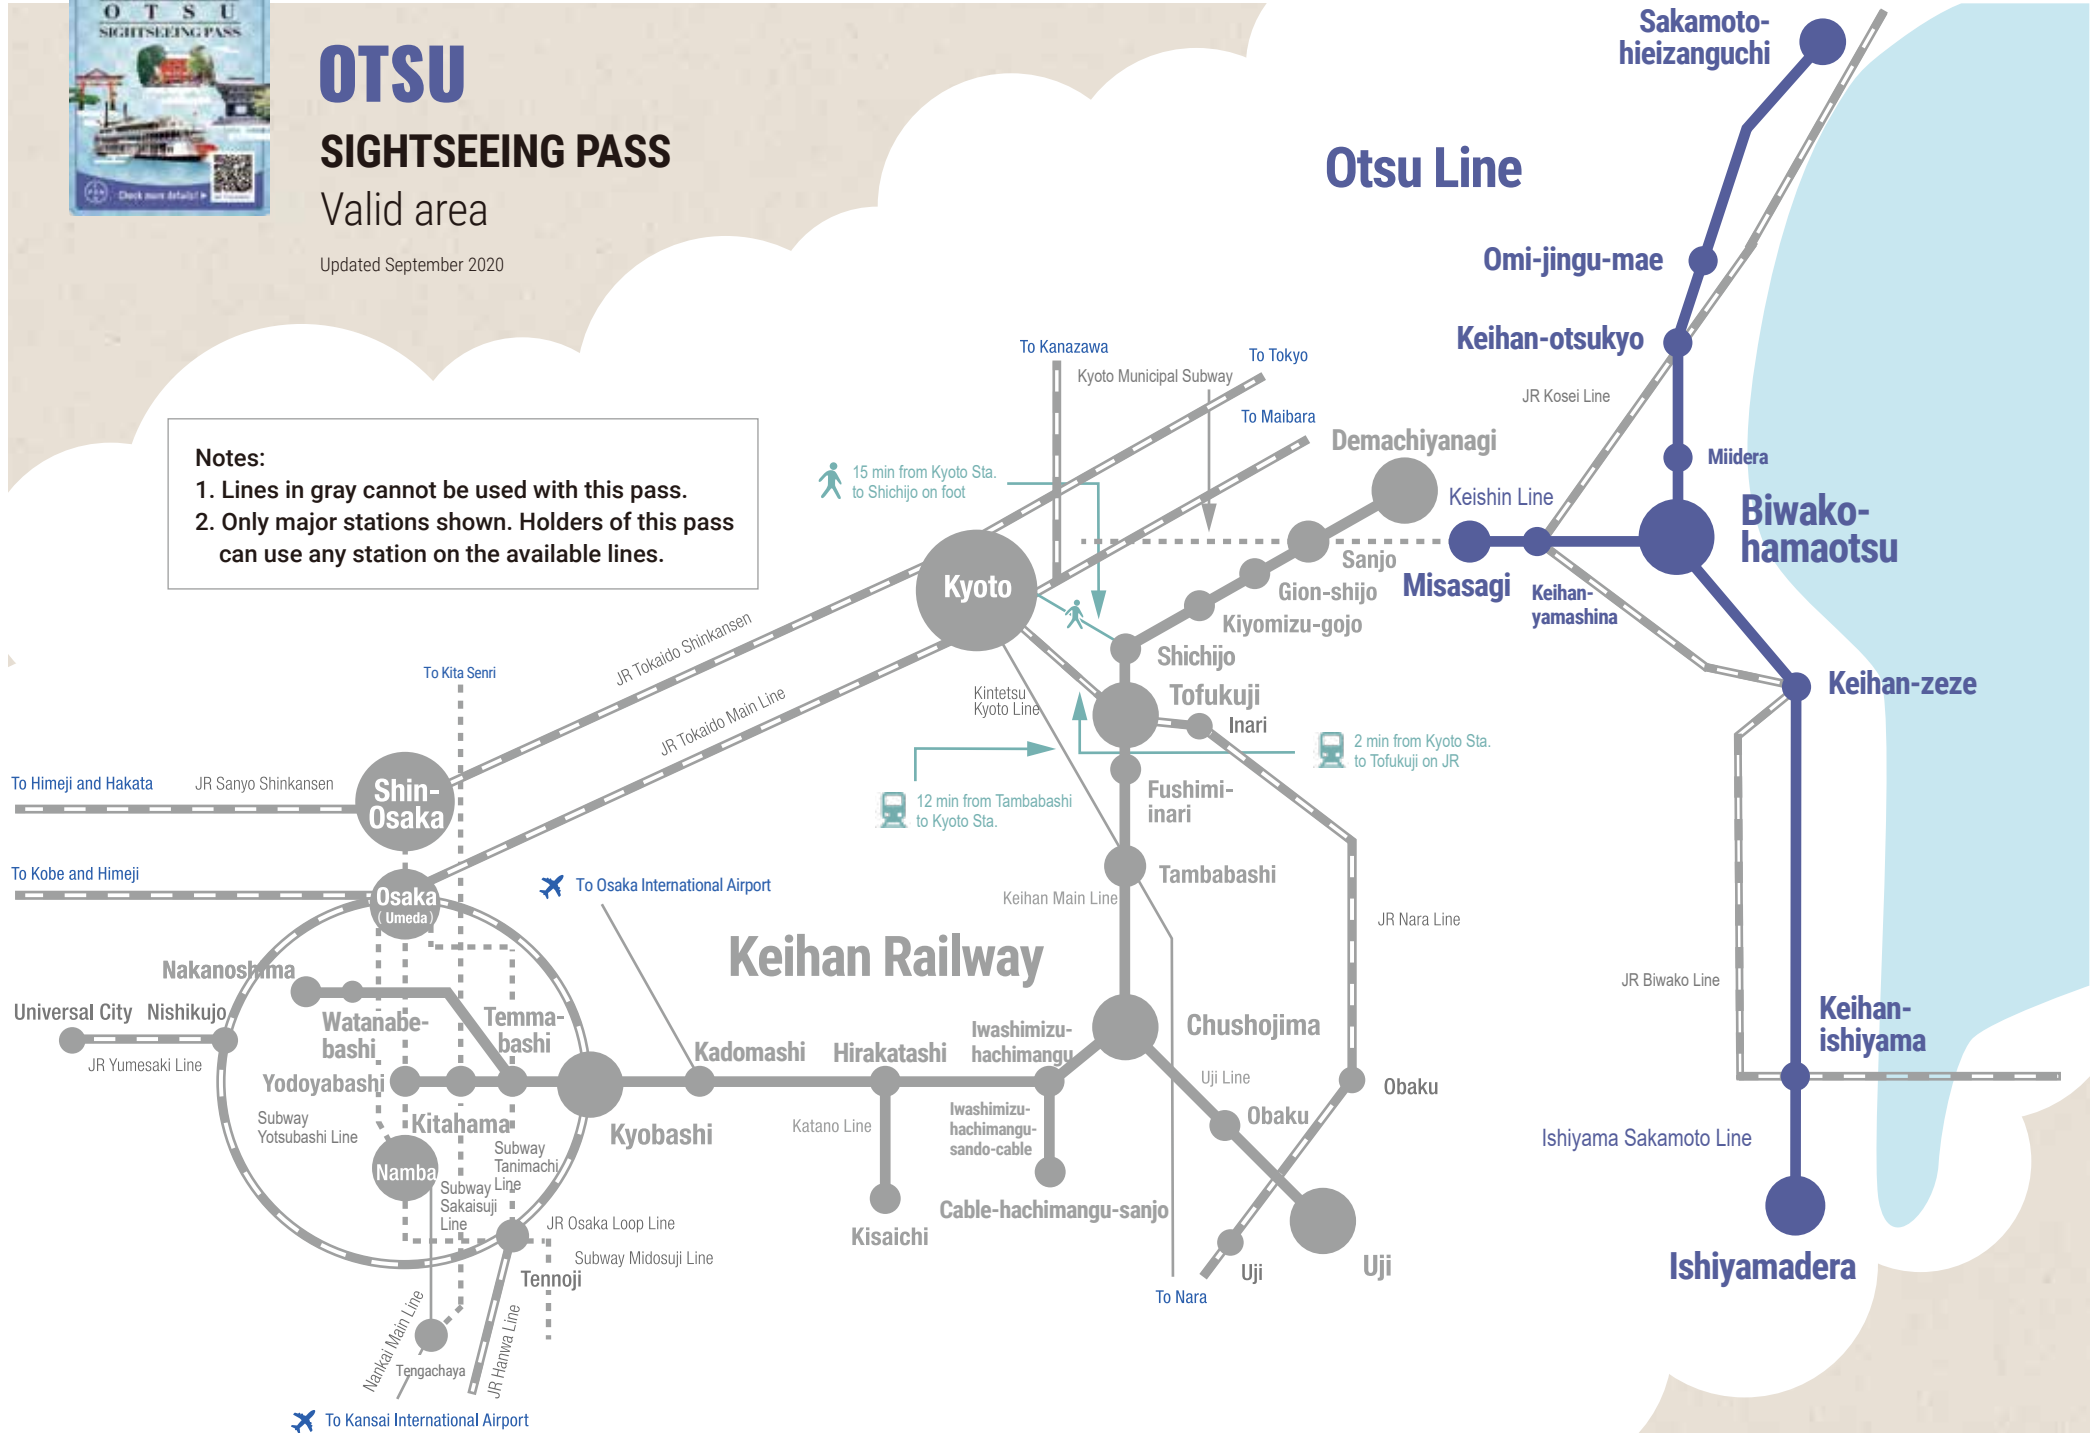 OTSU
SIGHTSEEING PASS
Check more details!
OTSU
SIGHTSEEING PASS
Valid area
Updated September 2020
Notes:
1. Lines in gray cannot be used with this pass.
2. Only major stations shown. Holders of this pass
can use any station on the available lines.
Otsu Line
Sakamoto-
hieizanguchi
Omi-jingu-mae
Keihan-otsukyo
JR Kosei Line
Miidera
Biwako-
hamaotsu
Keishin Line
Misasagi
Keihan-
yamashina
Keihan-zeze
JR Biwako Line
Keihan-
ishiyama
Ishiyama Sakamoto Line
Ishiyamadera
To Kanazawa
Kyoto Municipal Subway
To Tokyo
To Maibara
Demachiyanagi
15 min from Kyoto Sta.
to Shichijo on foot
Sanjo
Gion-shijo
Kiyomizu-gojo
Shichijo
Kyoto
Tofukuji
Inari
Kintetsu
Kyoto Line
2 min from Kyoto Sta.
to Tofukuji on JR
12 min from Tambabashi
to Kyoto Sta.
Fushimi-
inari
Tambabashi
Keihan Main Line
JR Nara Line
Keihan Railway
Chushojima
Uji Line
Obaku
Obaku
Uji
Uji
To Nara
JR Tokaido Shinkansen
JR Tokaido Main Line
To Kita Senri
To Himeji and Hakata
JR Sanyo Shinkansen
Shin-
Osaka
To Kobe and Himeji
Osaka
(Umeda)
To Osaka International Airport
Nakanoshima
Universal City
Nishikujo
JR Yumesaki Line
Watanabe-
bashi
Temma-
bashi
Yodoyabashi
Kitahama
Kyobashi
Kadomashi
Hirakatashi
Iwashimizu-
hachimangu
Katano Line
Iwashimizu-
hachimangu-
sando-cable
Kisaichi
Cable-hachimangu-sanjo
Subway
Yotsubashi Line
Namba
Subway
Tanimachi
Line
Subway
Sakaisuji
Line
JR Osaka Loop Line
Subway Midosuji Line
Tennoji
Nankai Main Line
Tengachaya
JR Hanwa Line
To Kansai International Airport